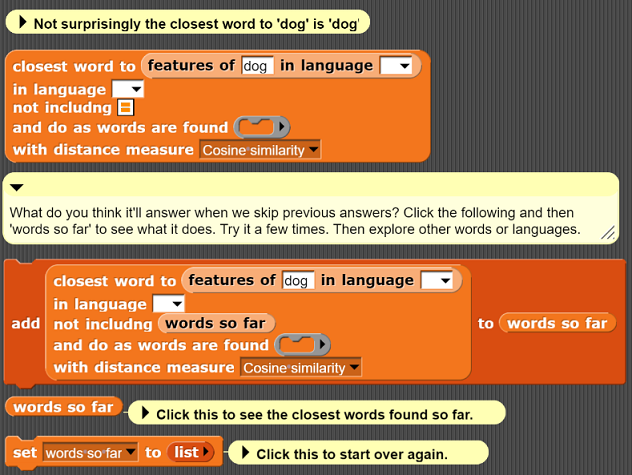 Not surprisingly the closest word to 'dog' is 'dog'
closest word to features of dog in language
in language
not includng
and do as words are found
with distance measure Cosine similarity
What do you think it'll answer when we skip previous answers? Click the following and then
'words so far' to see what it does. Try it a few times. Then explore other words or languages.
closest word to features of dog in language
in language
add not includng words so far to words so far
and do as words are found
with distance measure Cosine similarity
words so far Click this to see the closest words found so far.
set words so far to list Click this to start over again.